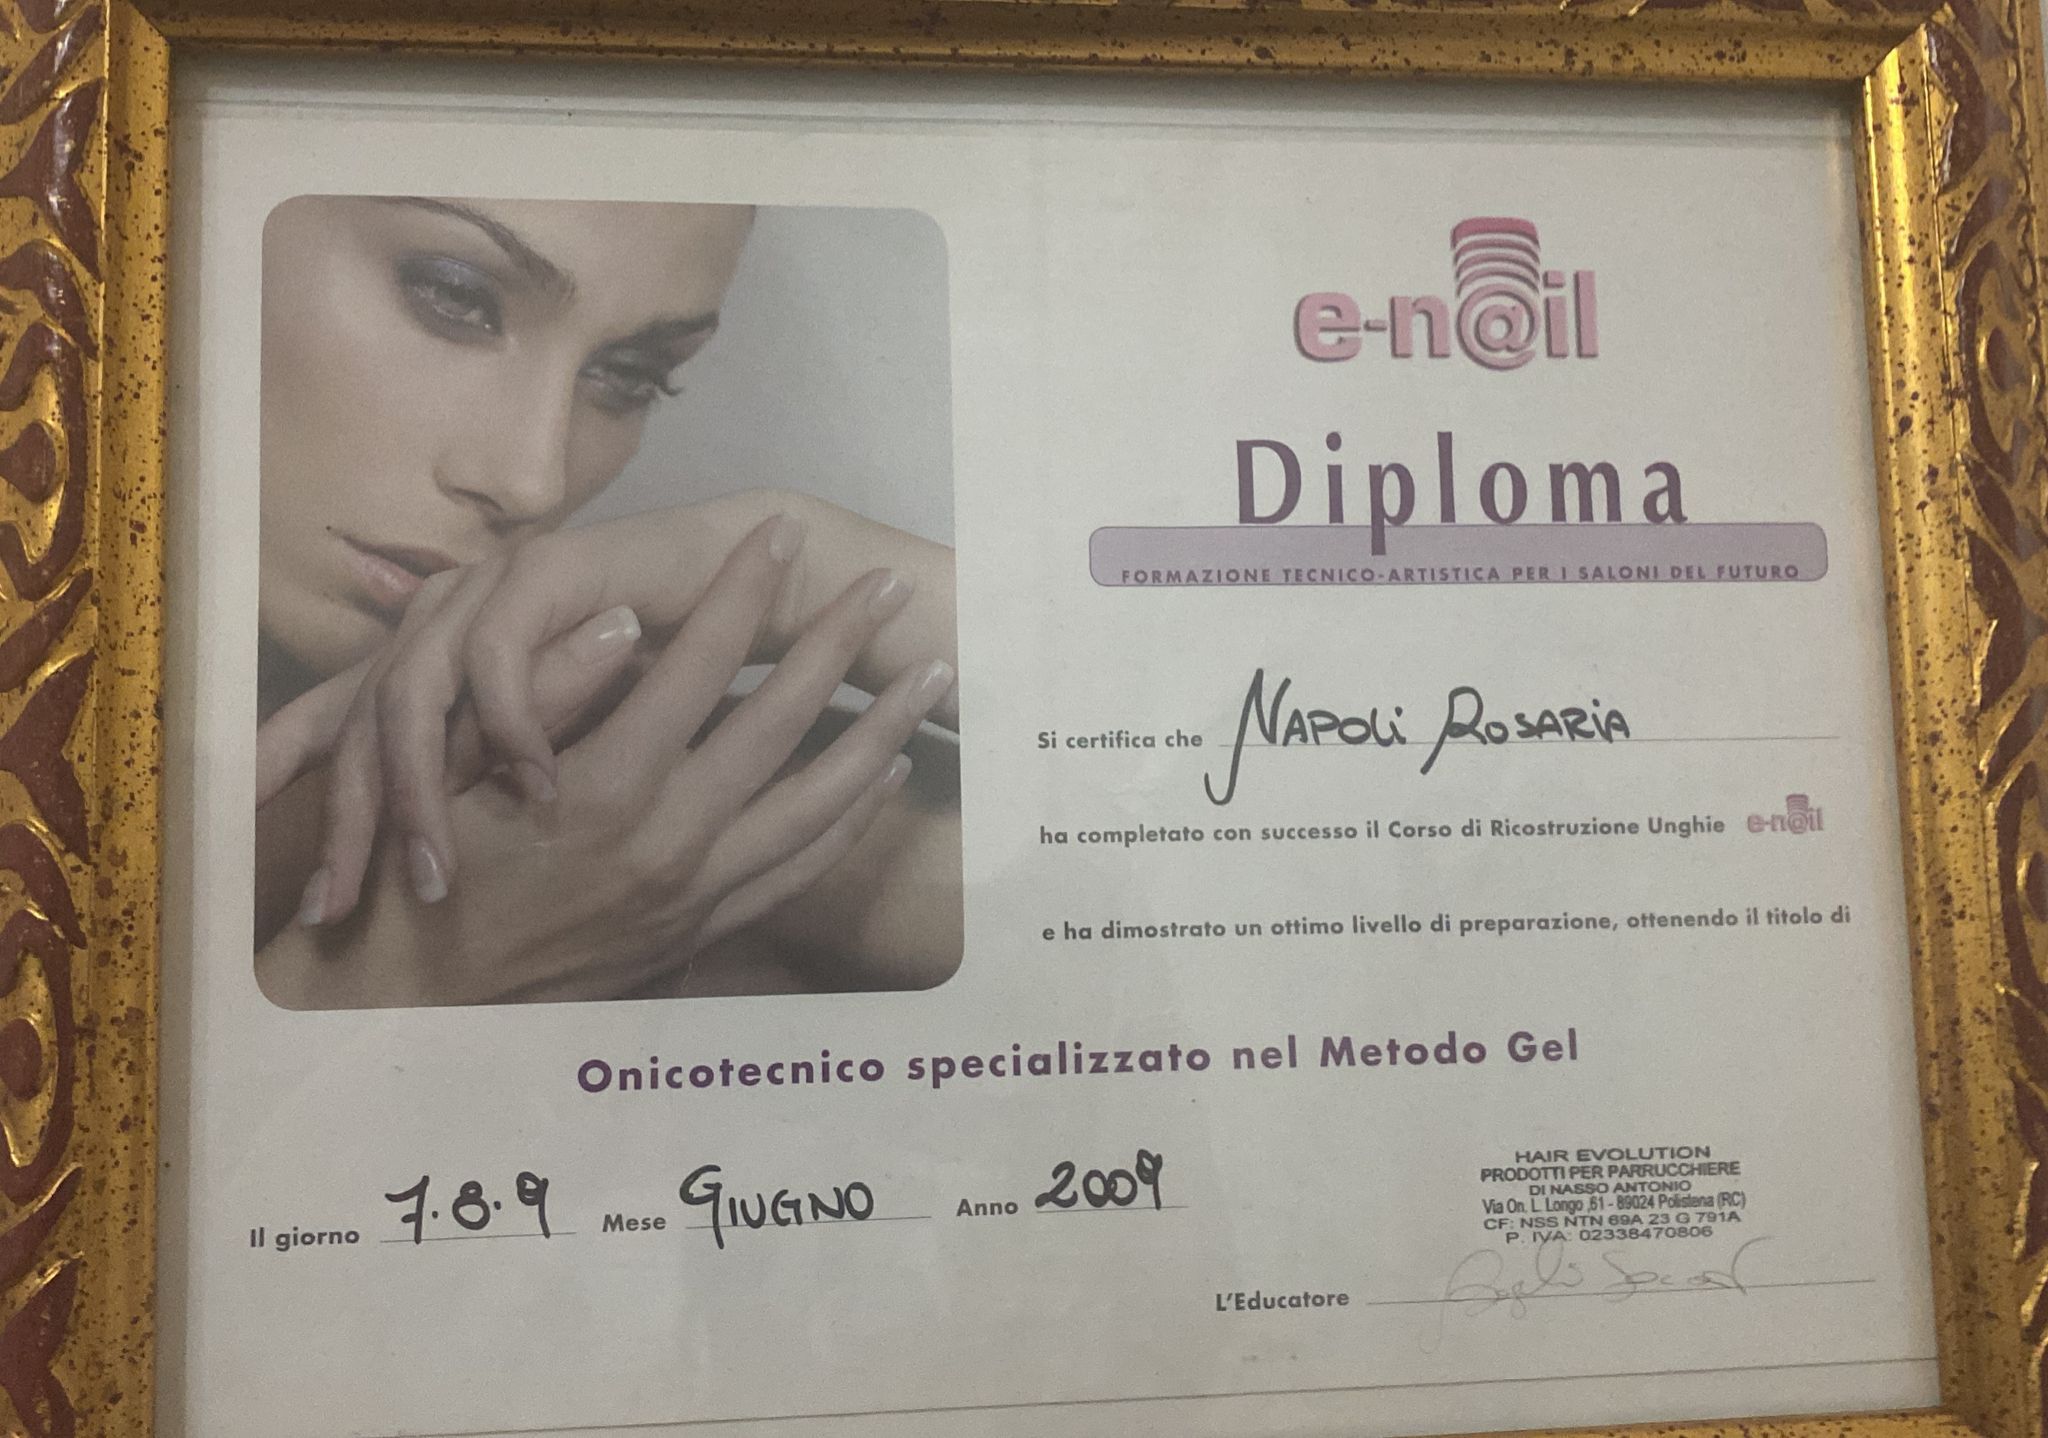 e-n@il
Diploma
FORMAZIONE TECNICO-ARTISTICA PER I SALONI DEL FUTURO
Si certifica che NAPOLI ROSARIA
ha completato con successo il Corso di Ricostruzione Unghie e-n@il
e ha dimostrato un ottimo livello di preparazione, ottenendo il titolo di
Onicotecnico specializzato nel Metodo Gel
Il giorno 7.8.9 Mese GIUGNO Anno 2009
HAIR EVOLUTION
PRODOTTI PER PARRUCCHIERE
DI NASSO ANTONIO
Via On. L. Longo ,61 - 89024 Polistena (RC)
CF: NSS NTN 69A 23 G 791A
P. IVA: 02338470806
L'Educatore